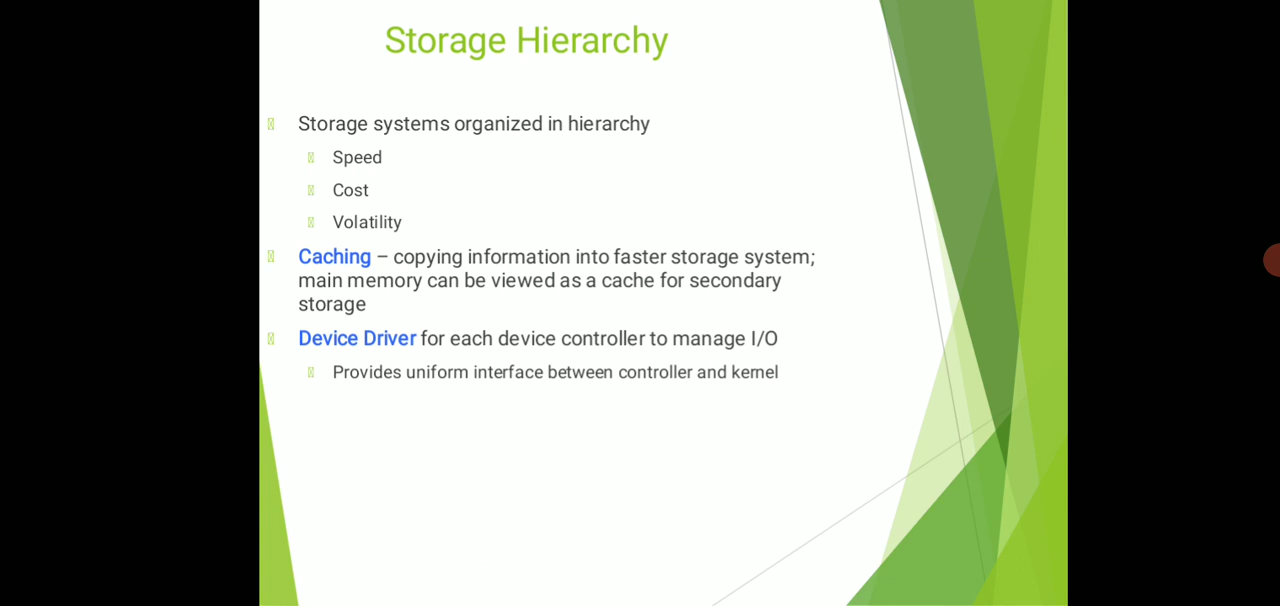 Storage Hierarchy
Storage systems organized in hierarchy
Speed
Cost
Volatility
Caching – copying information into faster storage system;
main memory can be viewed as a cache for secondary
storage
Device Driver for each device controller to manage I/O
Provides uniform interface between controller and kernel